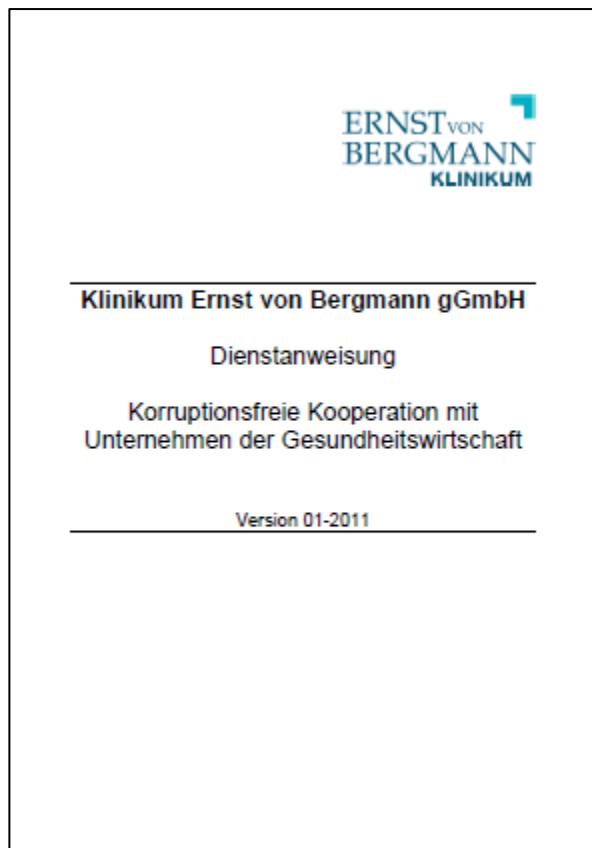 ERNST VON
BERGMANN
KLINIKUM
Klinikum Ernst von Bergmann gGmbH
Dienstanweisung
Korruptionsfreie Kooperation mit
Unternehmen der Gesundheitswirtschaft
Version 01-2011